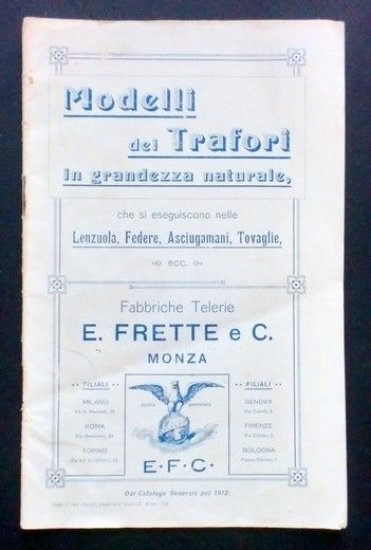 Modelli
dei Trafori
in grandezza naturale,
che si eseguiscono nelle
Lenzuola, Federe, Asciugamani, Tovaglie,
ecc.
Fabbriche Telerie
E. FRETTE e C.
MONZA
FILIALI
MILANO
ROMA
TORINO
E·F·C·
FILIALI
GENOVA
FIRENZE
BOLOGNA
Dal Catalogo Generale pel 1912.